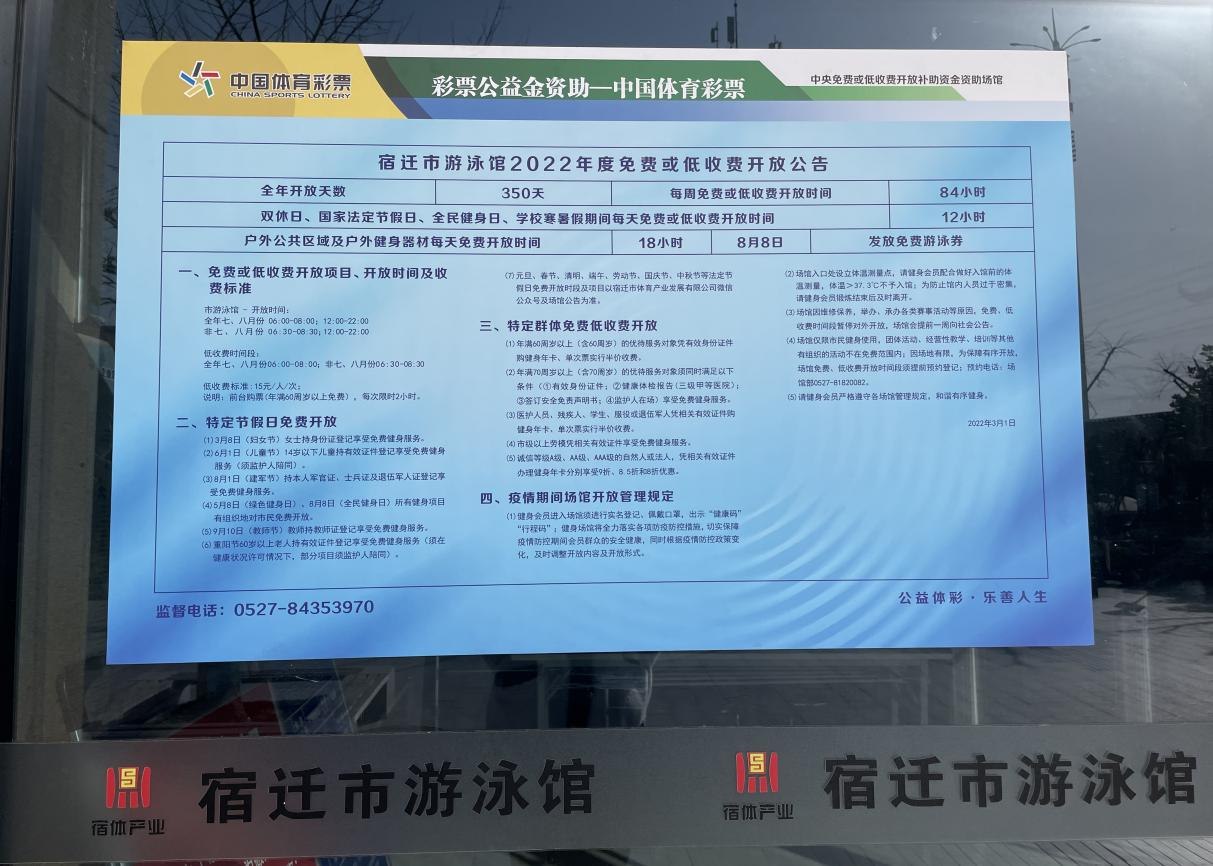 中国体育彩票
CHINA SPORTS LOTTERY
彩票公益金资助—中国体育彩票
中央免费或低收费开放补助资金资助场馆
宿迁市游泳馆2022年度免费或低收费开放公告
全年开放天数 350天 每周免费或低收费开放时间 84小时
双休日、国家法定节假日、全民健身日、学校寒暑假期间每天免费或低收费开放时间 12小时
户外公共区域及户外健身器材每天免费开放时间 18小时 8月8日 发放免费游泳券
一、免费或低收费开放项目、开放时间及收
费标准
市游泳馆 - 开放时间:
全年七、八月份 06:00-08:00; 12:00-22:00
非七、八月份 06:30-08:30; 12:00-22:00
低收费时间段:
全年七、八月份06:00-08:00; 非七、八月份06:30-08:30
低收费标准:15元/人/次;
说明: 前台购票(年满60周岁以上免费), 每次限时2小时。
二、特定节假日免费开放
(1)3月8日（妇女节）女士持身份证登记享受免费健身服务。
(2)6月1日（儿童节）14岁以下儿童持有效证件登记享受免费健身
服务（须监护人陪同）。
(3)8月1日（建军节）持本人军官证、士兵证及退伍军人证登记享
受免费健身服务。
(4)5月8日（绿色健身日）、8月8日（全民健身日）所有健身项目
有组织地对市民免费开放。
(5)9月10日（教师节）教师持教师证登记享受免费健身服务。
(6)重阳节60岁以上老人持有效证件登记享受免费健身服务（须在
健康状况许可情况下，部分项目须监护人陪同）。
(7)元旦、春节、清明、端午、劳动节、国庆节、中秋节等法定节
假日免费开放时段及项目以宿迁市体育产业发展有限公司微信
公众号及场馆公告为准。
三、特定群体免费低收费开放
(1)年满60周岁以上（含60周岁）的优待服务对象凭有效身份证件
购健身年卡、单次票实行半价收费。
(2)年满70周岁以上（含70周岁）的优待服务对象须同时满足以下
条件（①有效身份证件；②健康体检报告(三级甲等医院)；
③签订安全免责声明书；④监护人在场）享受免费健身服务。
(3)医护人员、残疾人、学生、服役或退伍军人凭相关有效证件购
健身年卡、单次票实行半价收费。
(4)市级以上劳模凭相关有效证件享受免费健身服务。
(5)诚信等级A级、AA级、AAA级的自然人或法人，凭相关有效证件
办理健身年卡分别享受9折、8.5折和8折优惠。
四、疫情期间场馆开放管理规定
(1)健身会员进入场馆须进行实名登记、佩戴口罩，出示“健康码”
“行程码”；健身场馆将全力落实各项防疫防控措施,切实保障
疫情防控期间会员群众的安全健康，同时根据疫情防控政策变
化，及时调整开放内容及开放形式。
(2)场馆入口处设立体温测量点，请健身会员配合做好入馆前的体
温测量，体温>37.3℃不予入馆；为防止馆内人员过于密集，
请健身会员锻炼结束后及时离开。
(3)场馆因维修保养，举办、承办各类赛事活动等原因，免费、低
收费时间段暂停对外开放，场馆会提前一周向社会公告。
(4)场馆仅限市民健身使用，团体活动、经营性教学、培训等其他
有组织的活动不在免费范围内；因场地有限，为保障有序开放，
场馆免费、低收费开放时间段须提前预约登记；预约电话：场
馆部0527-81820082。
(5)请健身会员严格遵守各场馆管理规定，和谐有序健身。
2022年3月1日
监督电话: 0527-84353970
公益体彩·乐善人生
宿体产业 宿迁市游泳馆 宿体产业 宿迁市游泳馆